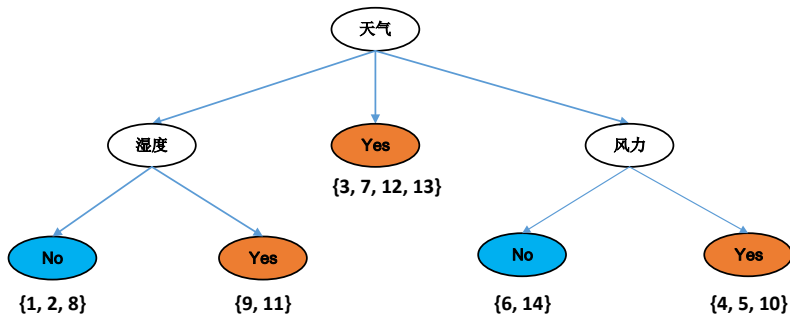 天气
湿度
Yes
风力
{3, 7, 12, 13}
No
Yes
No
Yes
{1, 2, 8}
{9, 11}
{6, 14}
{4, 5, 10}